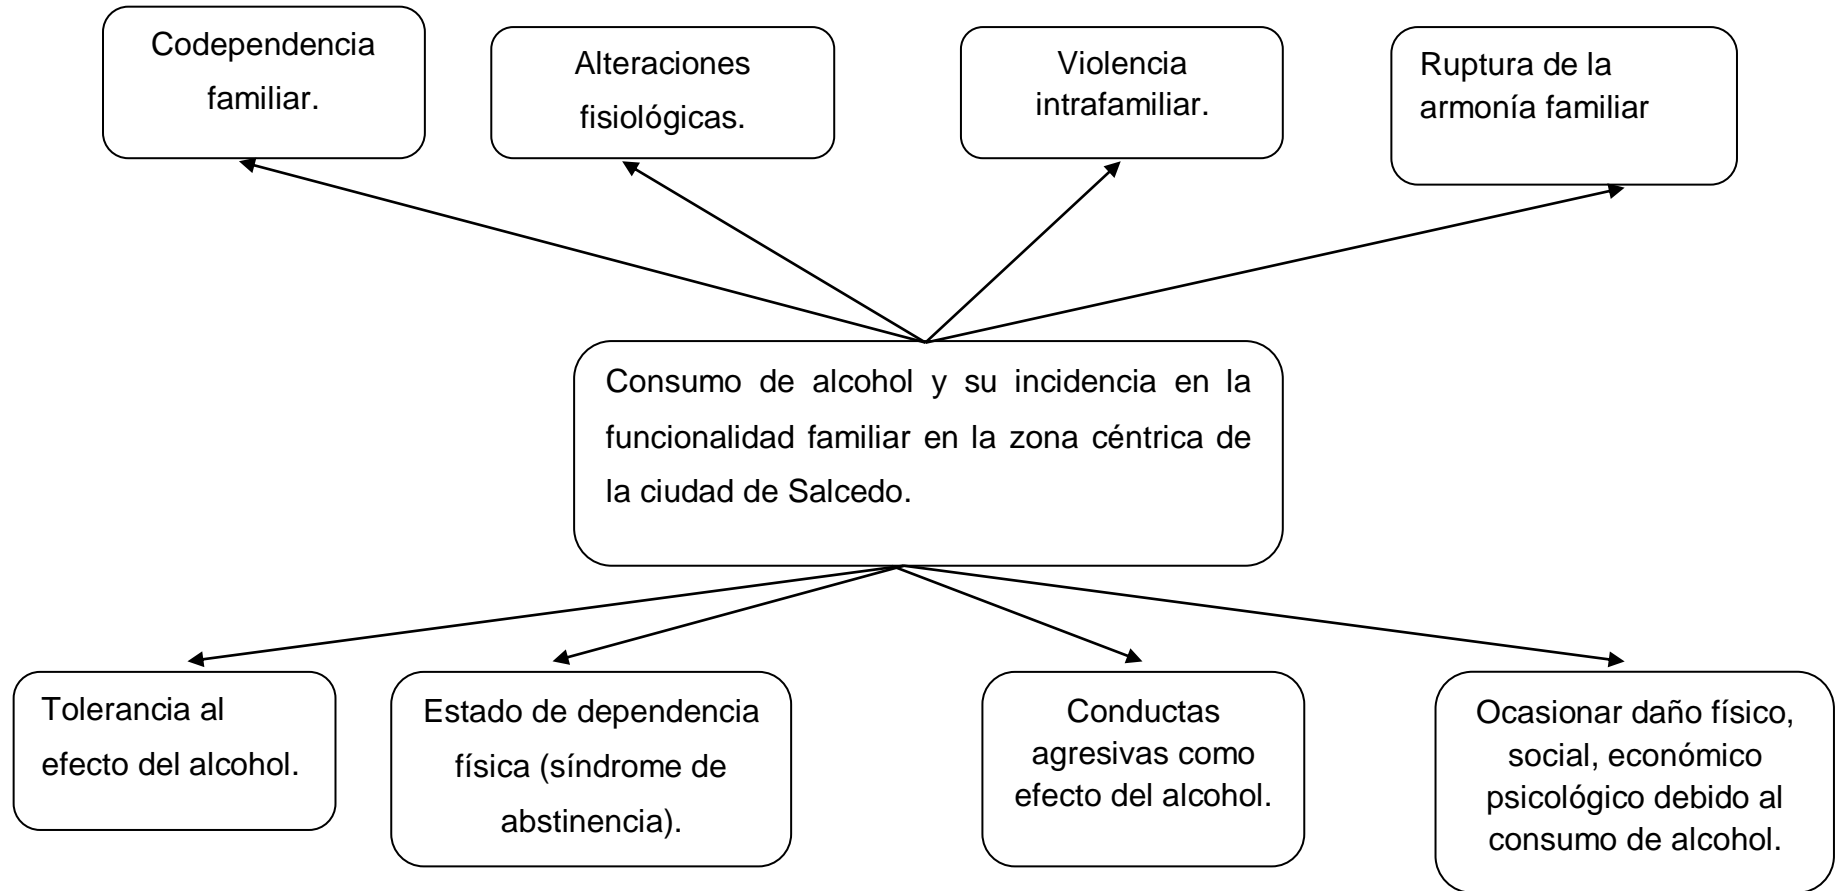 Codependencia
familiar.
Alteraciones
fisiológicas.
Violencia
intrafamiliar.
Ruptura de la
armonía familiar
Consumo de alcohol y su incidencia en la
funcionalidad familiar en la zona céntrica de
la ciudad de Salcedo.
Tolerancia al
efecto del alcohol.
Estado de dependencia
física (síndrome de
abstinencia).
Conductas
agresivas como
efecto del alcohol.
Ocasionar daño físico,
social, económico
psicológico debido al
consumo de alcohol.